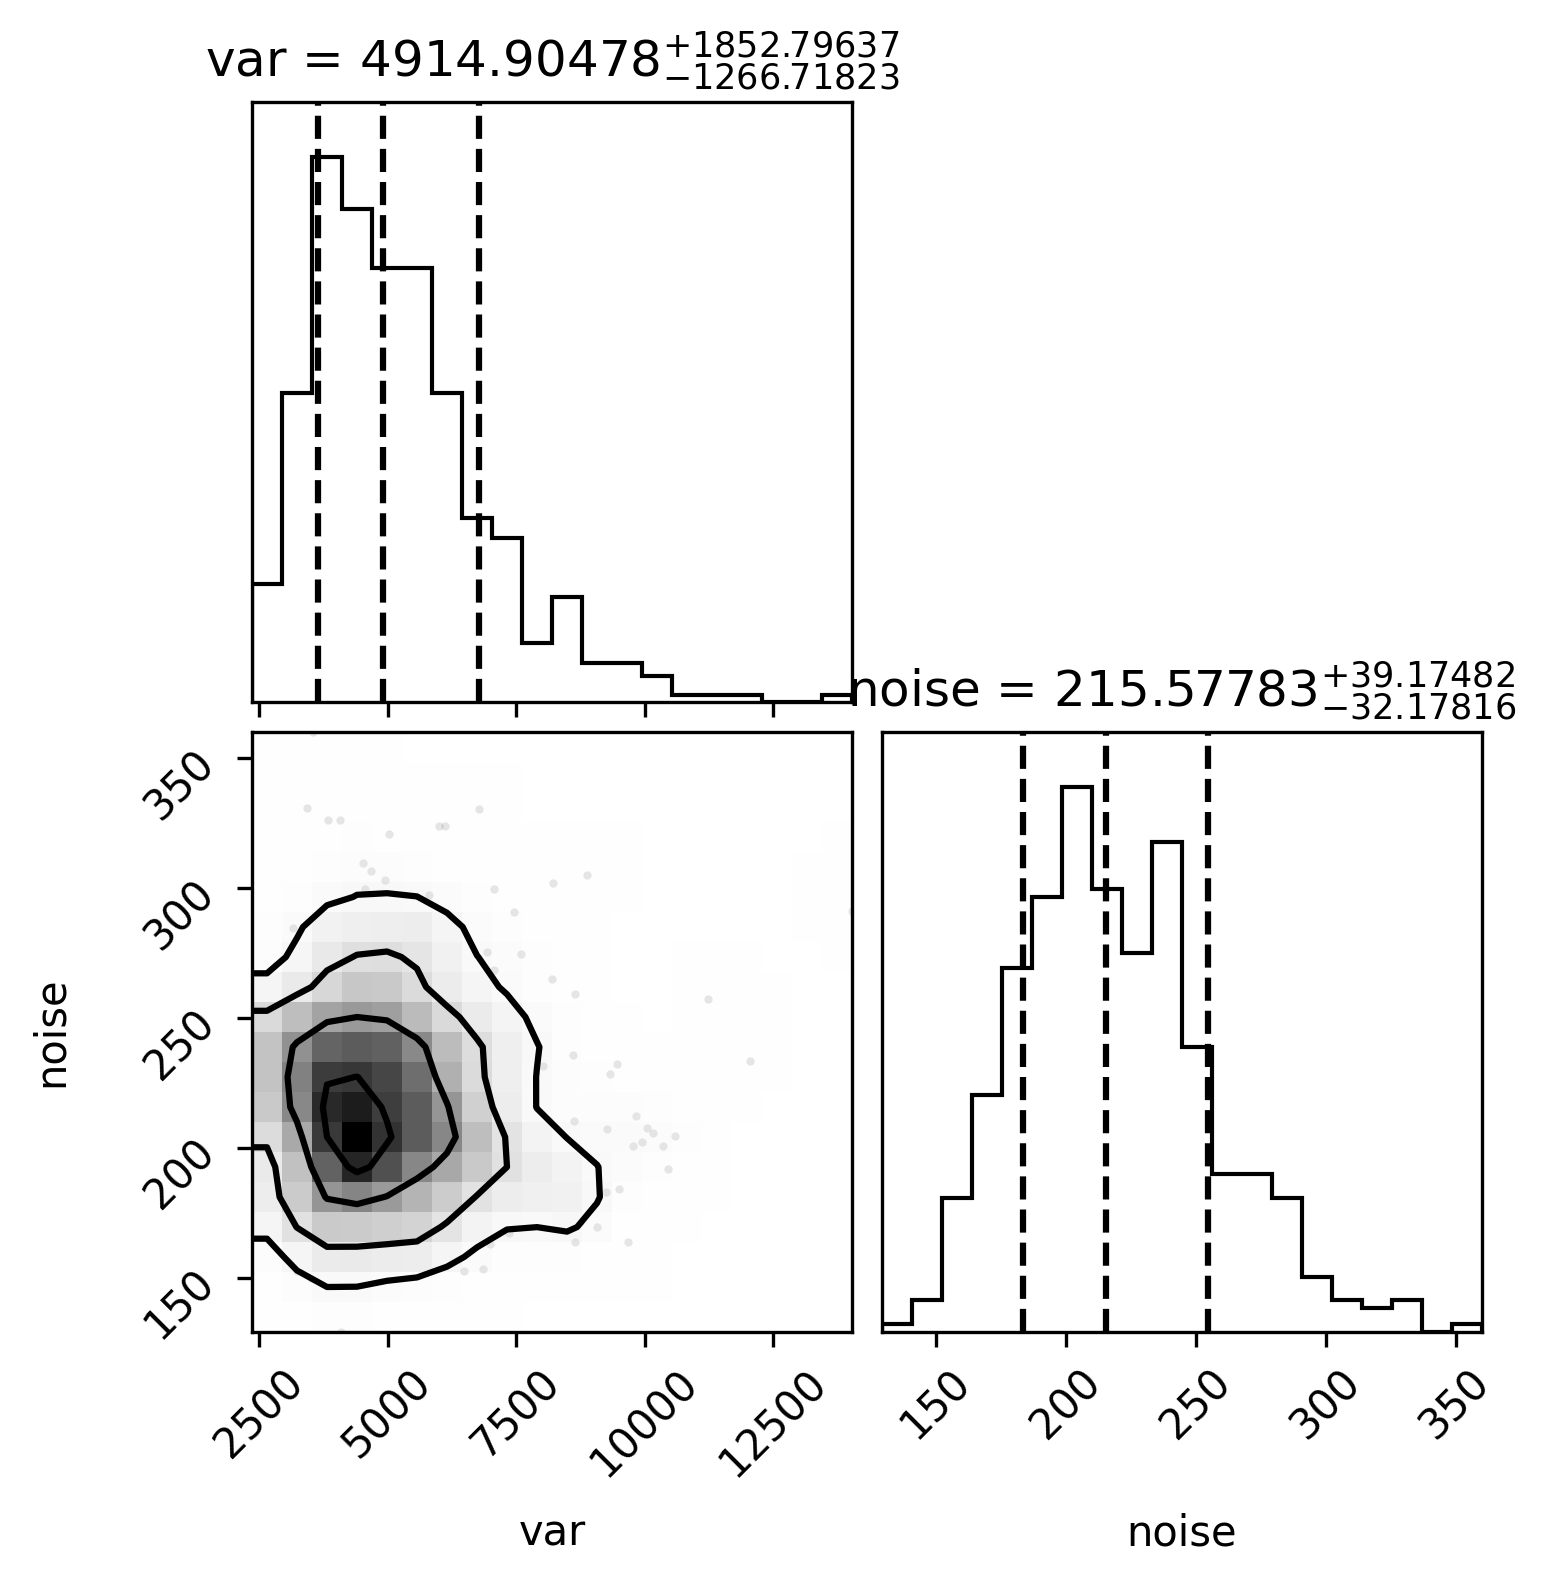 var = 4914.90478+1852.79637−1266.71823
noise = 215.57783+39.17482−32.17816
350
300
250
200
150
noise
2500 5000 7500 10000 12500
150 200 250 300 350
var
noise